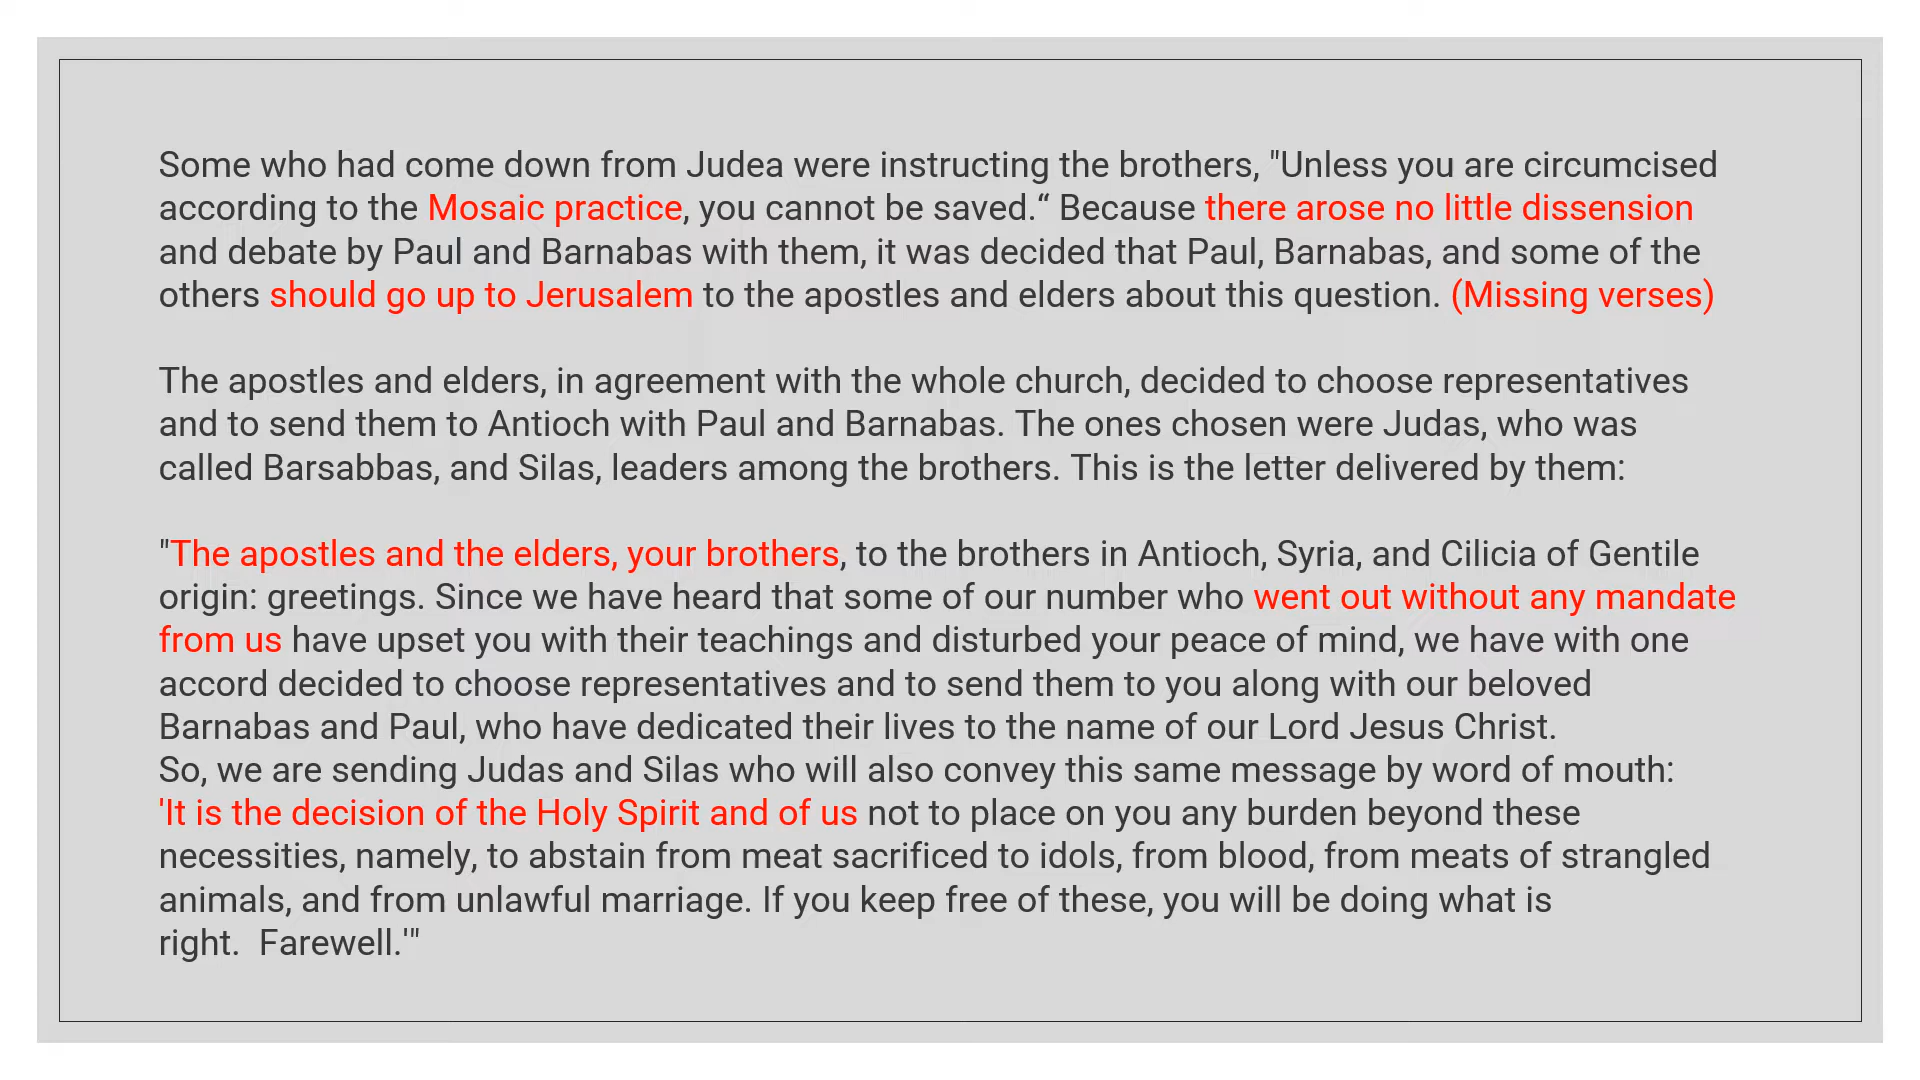 Some who had come down from Judea were instructing the brothers, "Unless you are circumcised
according to the Mosaic practice, you cannot be saved.“ Because there arose no little dissension
and debate by Paul and Barnabas with them, it was decided that Paul, Barnabas, and some of the
others should go up to Jerusalem to the apostles and elders about this question. (Missing verses)
The apostles and elders, in agreement with the whole church, decided to choose representatives
and to send them to Antioch with Paul and Barnabas. The ones chosen were Judas, who was
called Barsabbas, and Silas, leaders among the brothers. This is the letter delivered by them:
"The apostles and the elders, your brothers, to the brothers in Antioch, Syria, and Cilicia of Gentile
origin: greetings. Since we have heard that some of our number who went out without any mandate
from us have upset you with their teachings and disturbed your peace of mind, we have with one
accord decided to choose representatives and to send them to you along with our beloved
Barnabas and Paul, who have dedicated their lives to the name of our Lord Jesus Christ.
So, we are sending Judas and Silas who will also convey this same message by word of mouth:
'It is the decision of the Holy Spirit and of us not to place on you any burden beyond these
necessities, namely, to abstain from meat sacrificed to idols, from blood, from meats of strangled
animals, and from unlawful marriage. If you keep free of these, you will be doing what is
right.  Farewell.'"